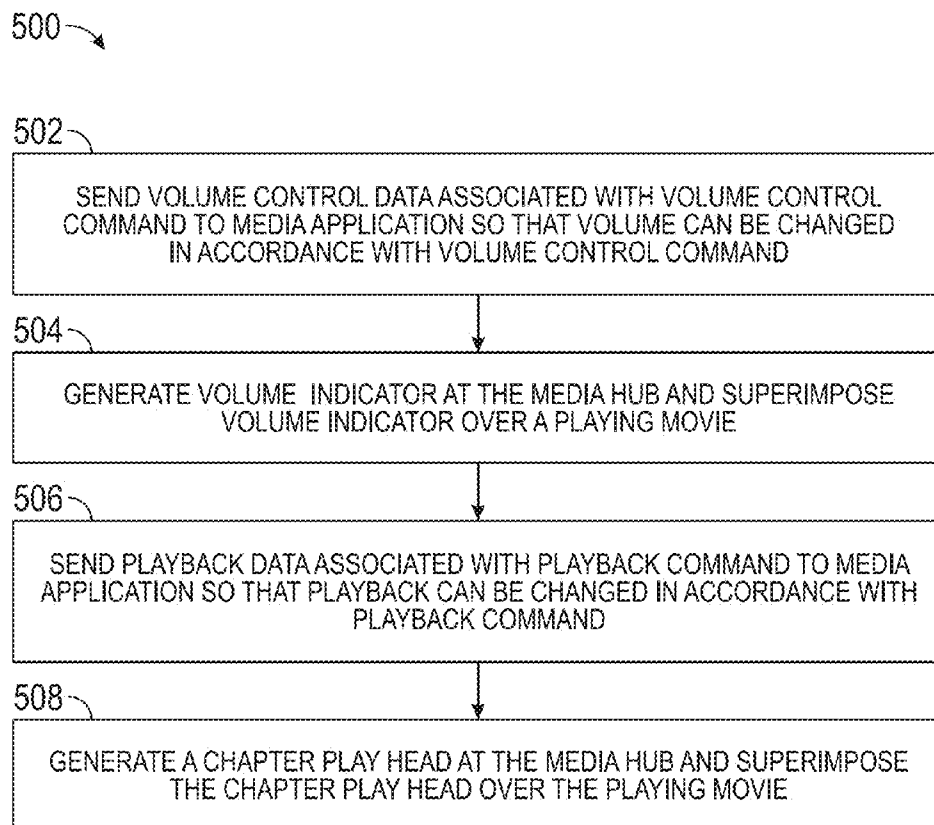 500
502
SEND VOLUME CONTROL DATA ASSOCIATED WITH VOLUME CONTROL
COMMAND TO MEDIA APPLICATION SO THAT VOLUME CAN BE CHANGED
IN ACCORDANCE WITH VOLUME CONTROL COMMAND
504
GENERATE VOLUME INDICATOR AT THE MEDIA HUB AND SUPERIMPOSE
VOLUME INDICATOR OVER A PLAYING MOVIE
506
SEND PLAYBACK DATA ASSOCIATED WITH PLAYBACK COMMAND TO MEDIA
APPLICATION SO THAT PLAYBACK CAN BE CHANGED IN ACCORDANCE WITH
PLAYBACK COMMAND
508
GENERATE A CHAPTER PLAY HEAD AT THE MEDIA HUB AND SUPERIMPOSE
THE CHAPTER PLAY HEAD OVER THE PLAYING MOVIE